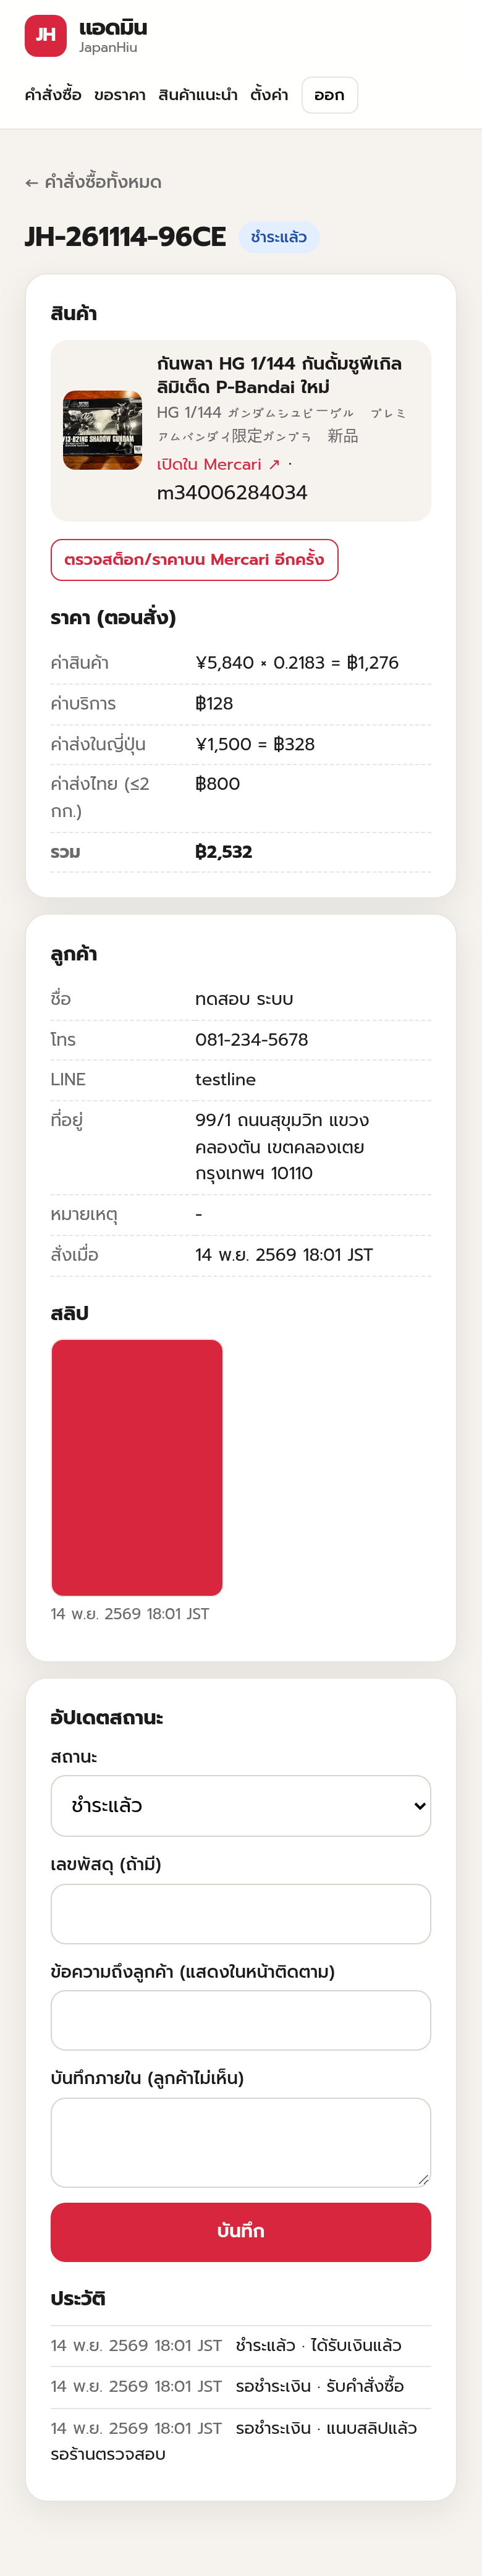 JH
แอดมิน
JapanHiu
คำสั่งซื้อ ขอราคา สินค้าแนะนำ ตั้งค่า ออก
← คำสั่งซื้อทั้งหมด
JH-261114-96CE ชำระแล้ว
สินค้า
กันพลา HG 1/144 กันดั้มชูพีเกิล
ลิมิเต็ด P-Bandai ใหม่
HG 1/144 ガンダムシュピーゲル プレミ
アムバンダイ限定ガンプラ 新品
เปิดใน Mercari ↗ ·
m34006284034
ตรวจสต็อก/ราคาบน Mercari อีกครั้ง
ราคา (ตอนสั่ง)
ค่าสินค้า ¥5,840 × 0.2183 = ฿1,276
ค่าบริการ ฿128
ค่าส่งในญี่ปุ่น ¥1,500 = ฿328
ค่าส่งไทย (≤2
กก.) ฿800
รวม ฿2,532
ลูกค้า
ชื่อ ทดสอบ ระบบ
โทร 081-234-5678
LINE testline
ที่อยู่ 99/1 ถนนสุขุมวิท แขวง
คลองตัน เขตคลองเตย
กรุงเทพฯ 10110
หมายเหตุ -
สั่งเมื่อ 14 พ.ย. 2569 18:01 JST
สลิป
14 พ.ย. 2569 18:01 JST
อัปเดตสถานะ
สถานะ
ชำระแล้ว
เลขพัสดุ (ถ้ามี)
ข้อความถึงลูกค้า (แสดงในหน้าติดตาม)
บันทึกภายใน (ลูกค้าไม่เห็น)
บันทึก
ประวัติ
14 พ.ย. 2569 18:01 JST ชำระแล้ว · ได้รับเงินแล้ว
14 พ.ย. 2569 18:01 JST รอชำระเงิน · รับคำสั่งซื้อ
14 พ.ย. 2569 18:01 JST รอชำระเงิน · แนบสลิปแล้ว
รอร้านตรวจสอบ